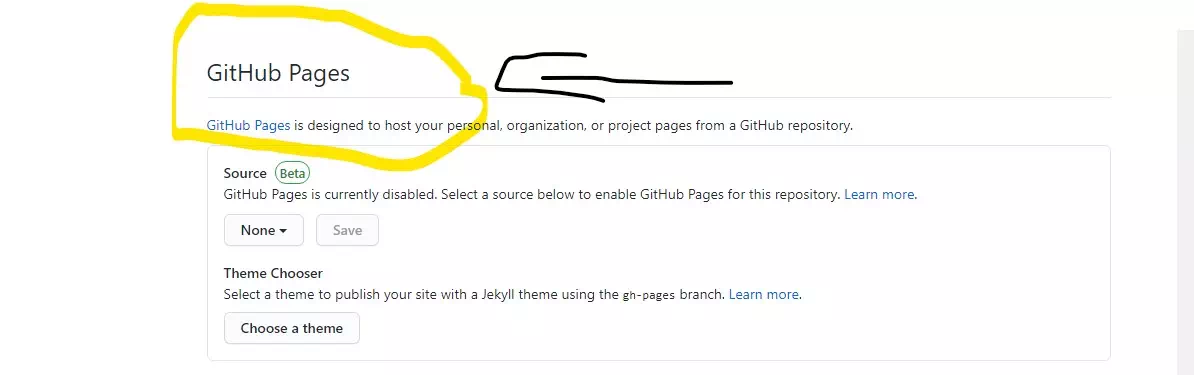 GitHub Pages
GitHub Pages is designed to host your personal, organization, or project pages from a GitHub repository.
Source Beta
GitHub Pages is currently disabled. Select a source below to enable GitHub Pages for this repository. Learn more.
None Save
Theme Chooser
Select a theme to publish your site with a Jekyll theme using the gh-pages branch. Learn more.
Choose a theme